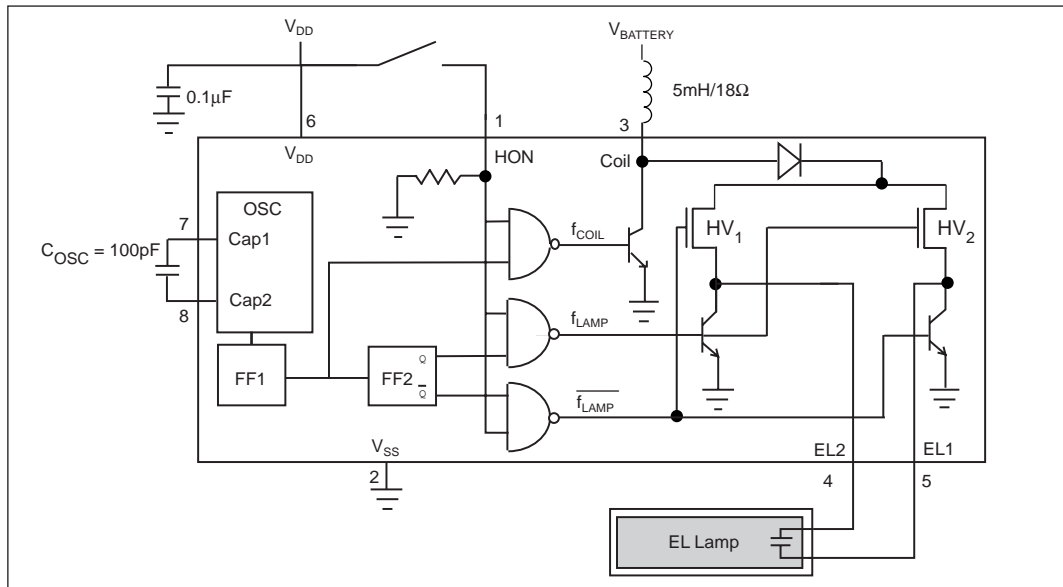 V_DD
V_BATTERY
0.1µF
5mH/18Ω
6
1
3
V_DD
HON
Coil
OSC
7
Cap1
C_OSC = 100pF
Cap2
8
f_COIL
HV_1
HV_2
f_LAMP
FF1
FF2
Q
Q̅
f_LAMP
V_SS
2
EL2
EL1
4
5
EL Lamp